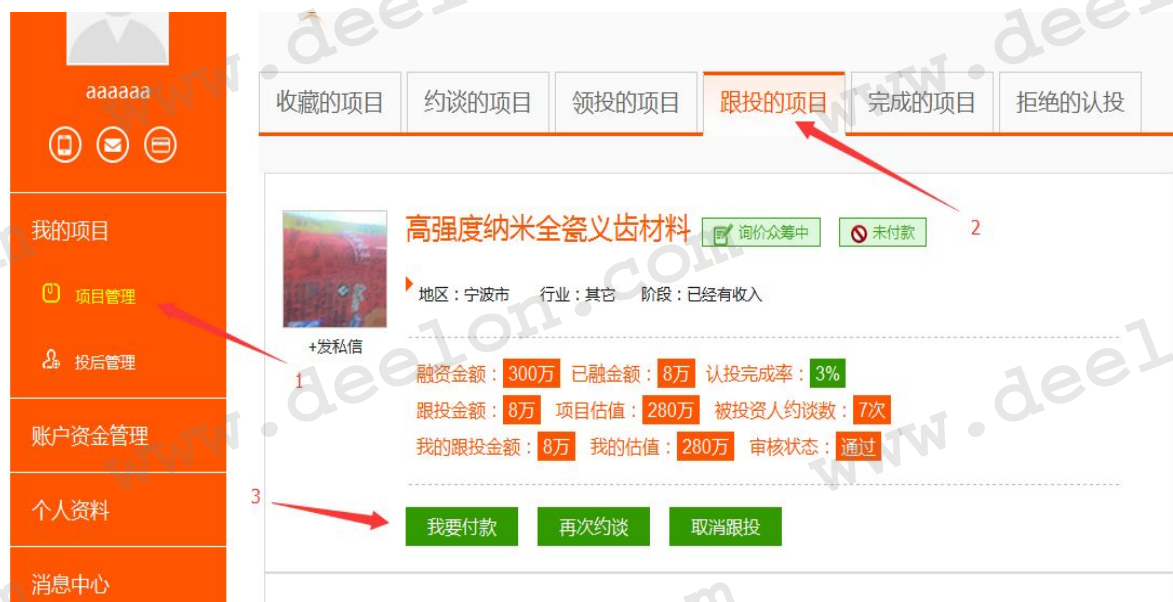 aaaaaa
我的项目
项目管理
投后管理
账户资金管理
个人资料
消息中心
收藏的项目 约谈的项目 领投的项目 跟投的项目 完成的项目 拒绝的认投
高强度纳米全瓷义齿材料 询价众筹中 未付款
地区：宁波市 行业：其它 阶段：已经有收入
+发私信
融资金额：300万 已融金额：8万 认投完成率：3%
跟投金额：8万 项目估值：280万 被投资人约谈数：7次
我的跟投金额：8万 我的估值：280万 审核状态：通过
我要付款 再次约谈 取消跟投
1
2
3
www.deelon.com